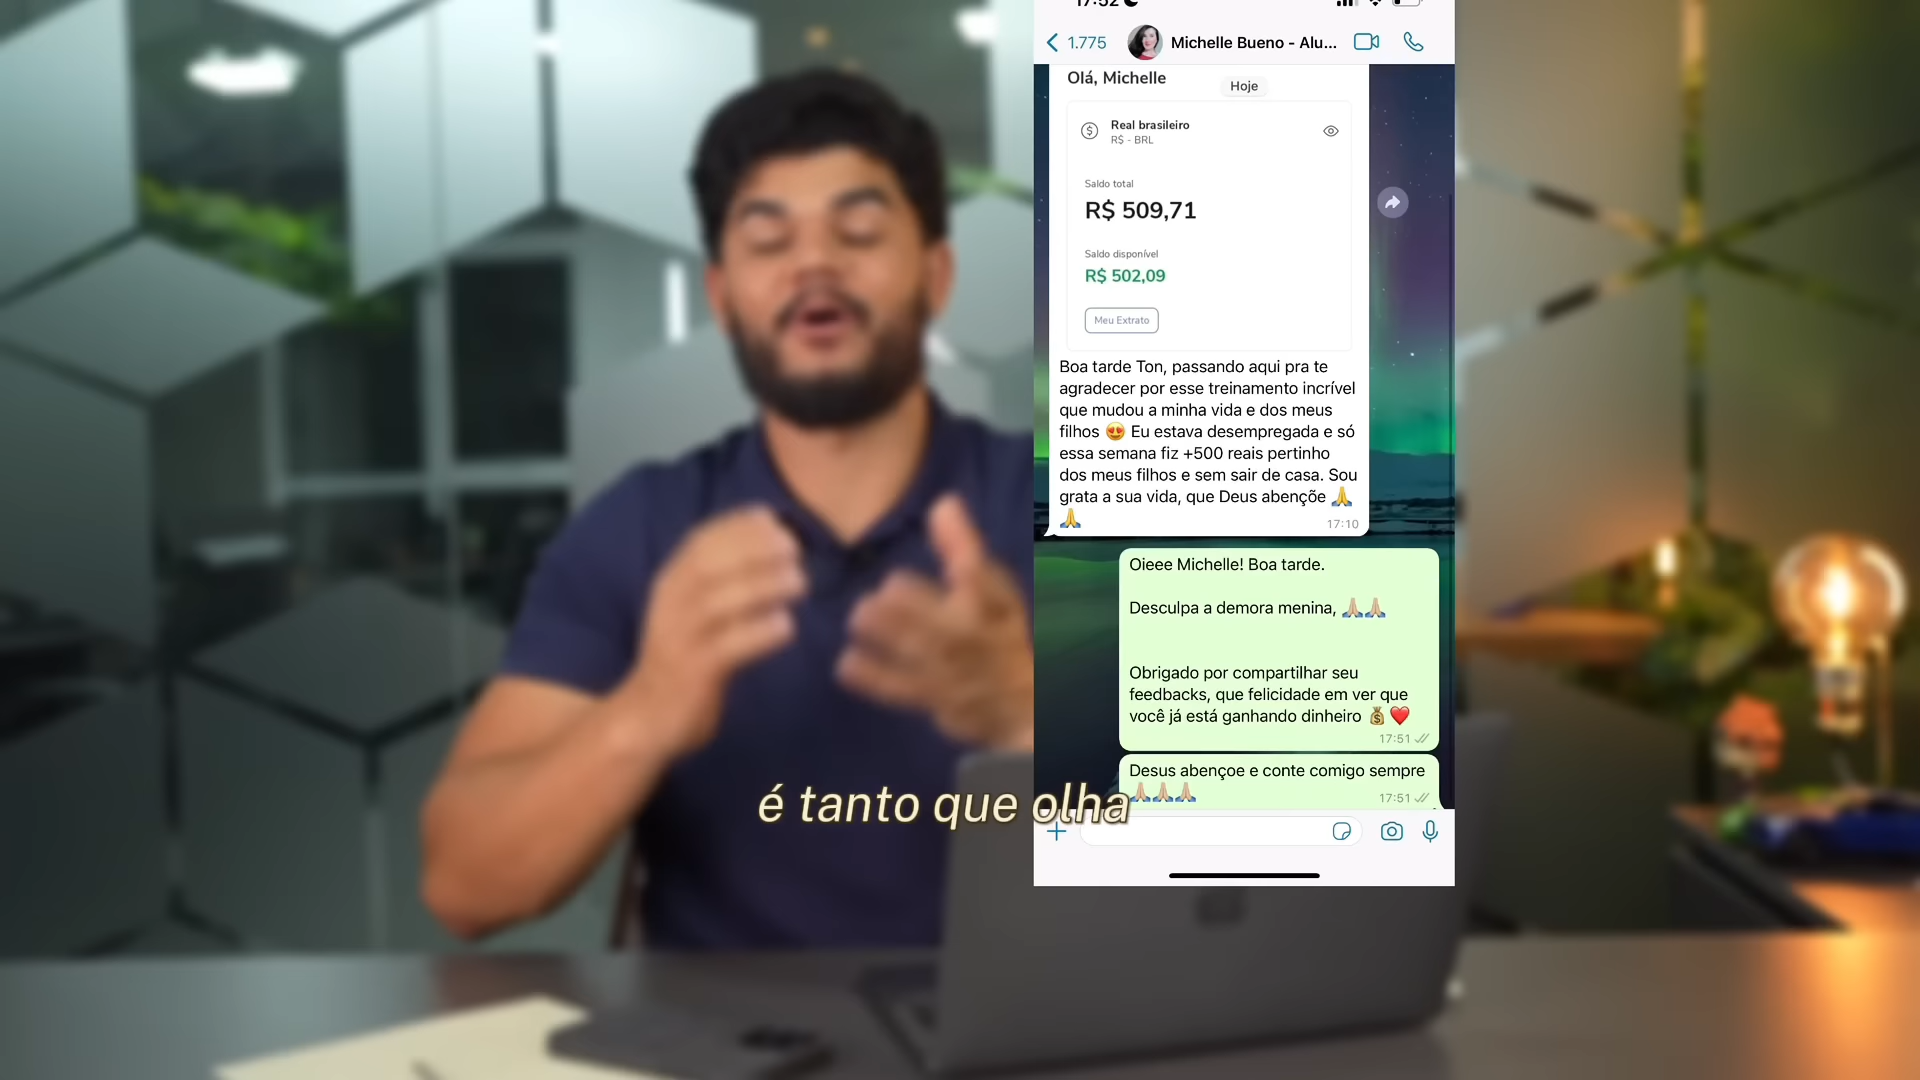 17:52
1.775
Michelle Bueno - Alu...
Olá, Michelle
Hoje
Real brasileiro
R$ - BRL
Saldo total
R$ 509,71
Saldo disponível
R$ 502,09
Meu Extrato
Boa tarde Ton, passando aqui pra te
agradecer por esse treinamento incrível
que mudou a minha vida e dos meus
filhos 😍 Eu estava desempregada e só
essa semana fiz +500 reais pertinho
dos meus filhos e sem sair de casa. Sou
grata a sua vida, que Deus abençõe 🙏
🙏
17:10
Oieee Michelle! Boa tarde.
Desculpa a demora menina, 🙏🏼🙏🏼
Obrigado por compartilhar seu
feedbacks, que felicidade em ver que
você já está ganhando dinheiro 💰❤️
17:51
Desus abençoe e conte comigo sempre
🙏🏼🙏🏼🙏🏼
17:51
é tanto que olha